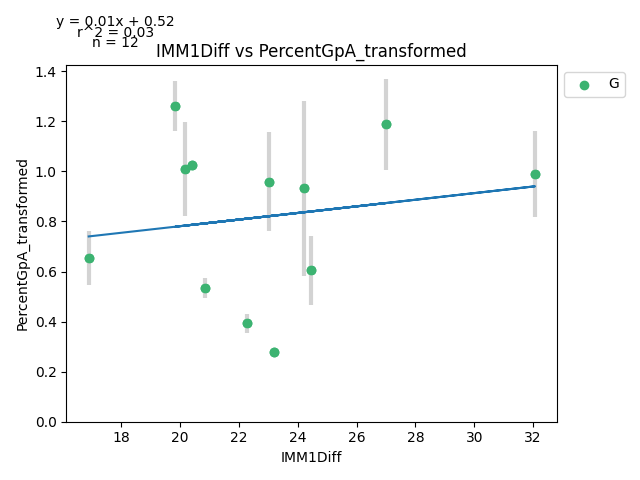 y = 0.01x + 0.52
r^2 = 0.03
n = 12
IMM1Diff vs PercentGpA_transformed
G
1.4
1.2
1.0
0.8
0.6
0.4
0.2
0.0
PercentGpA_transformed
18 20 22 24 26 28 30 32
IMM1Diff